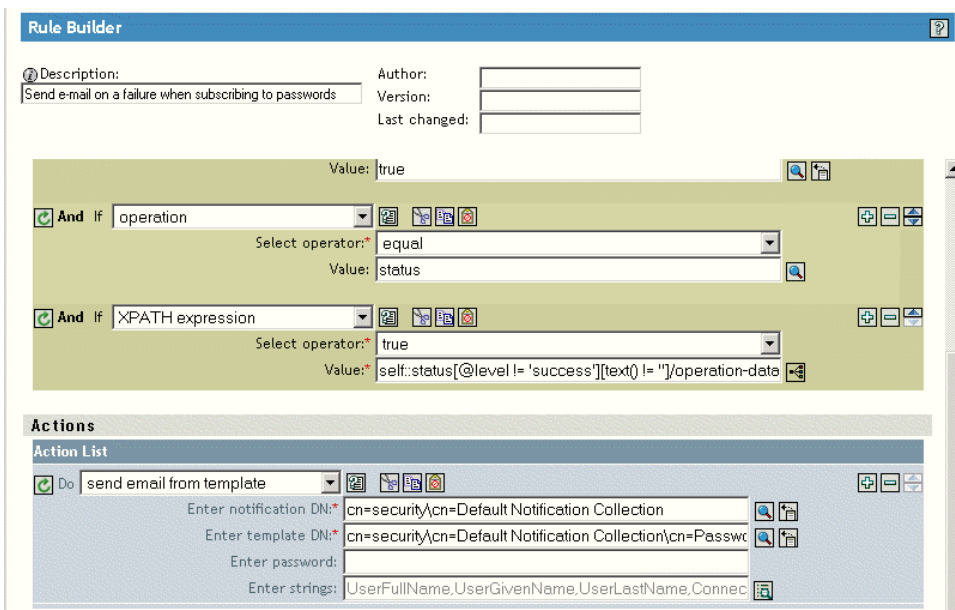 Rule Builder
Description:
Send e-mail on a failure when subscribing to passwords
Author:
Version:
Last changed:
Value: true
And If operation
Select operator:* equal
Value: status
And If XPATH expression
Select operator:* true
Value:* self::status[@level != 'success'][text() != '']/operation-data
Actions
Action List
Do send email from template
Enter notification DN:* cn=security\cn=Default Notification Collection
Enter template DN:* cn=security\cn=Default Notification Collection\cn=Passwo
Enter password:
Enter strings: UserFullName,UserGivenName,UserLastName,Connec